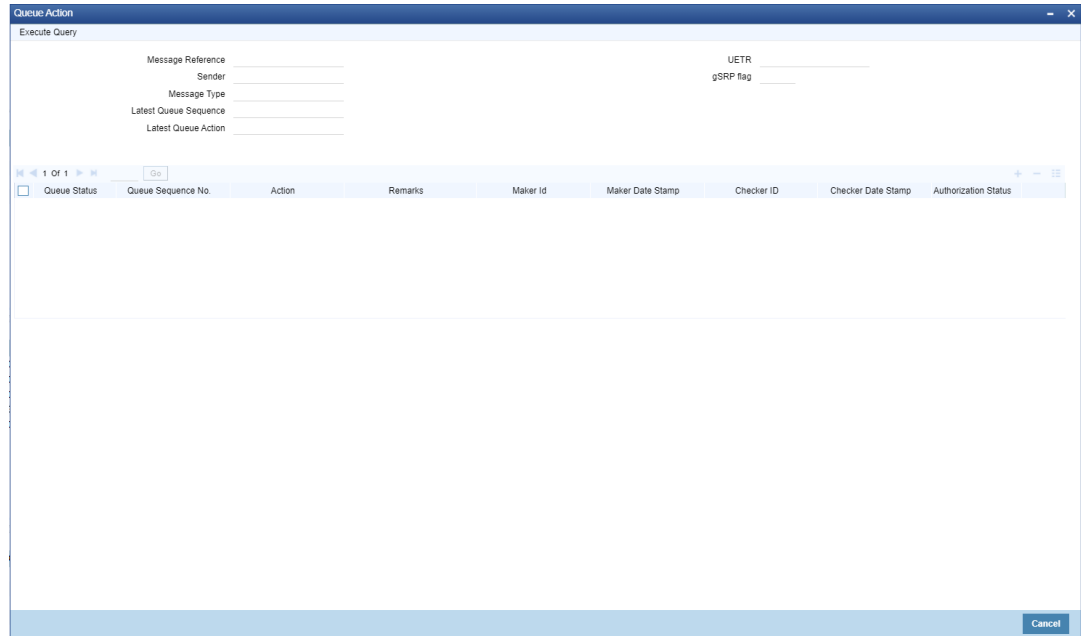 Queue Action
Execute Query
Message Reference
UETR
Sender
gSRP flag
Message Type
Latest Queue Sequence
Latest Queue Action
1 Of 1 Go
Queue Status Queue Sequence No. Action Remarks Maker Id Maker Date Stamp Checker ID Checker Date Stamp Authorization Status
Cancel